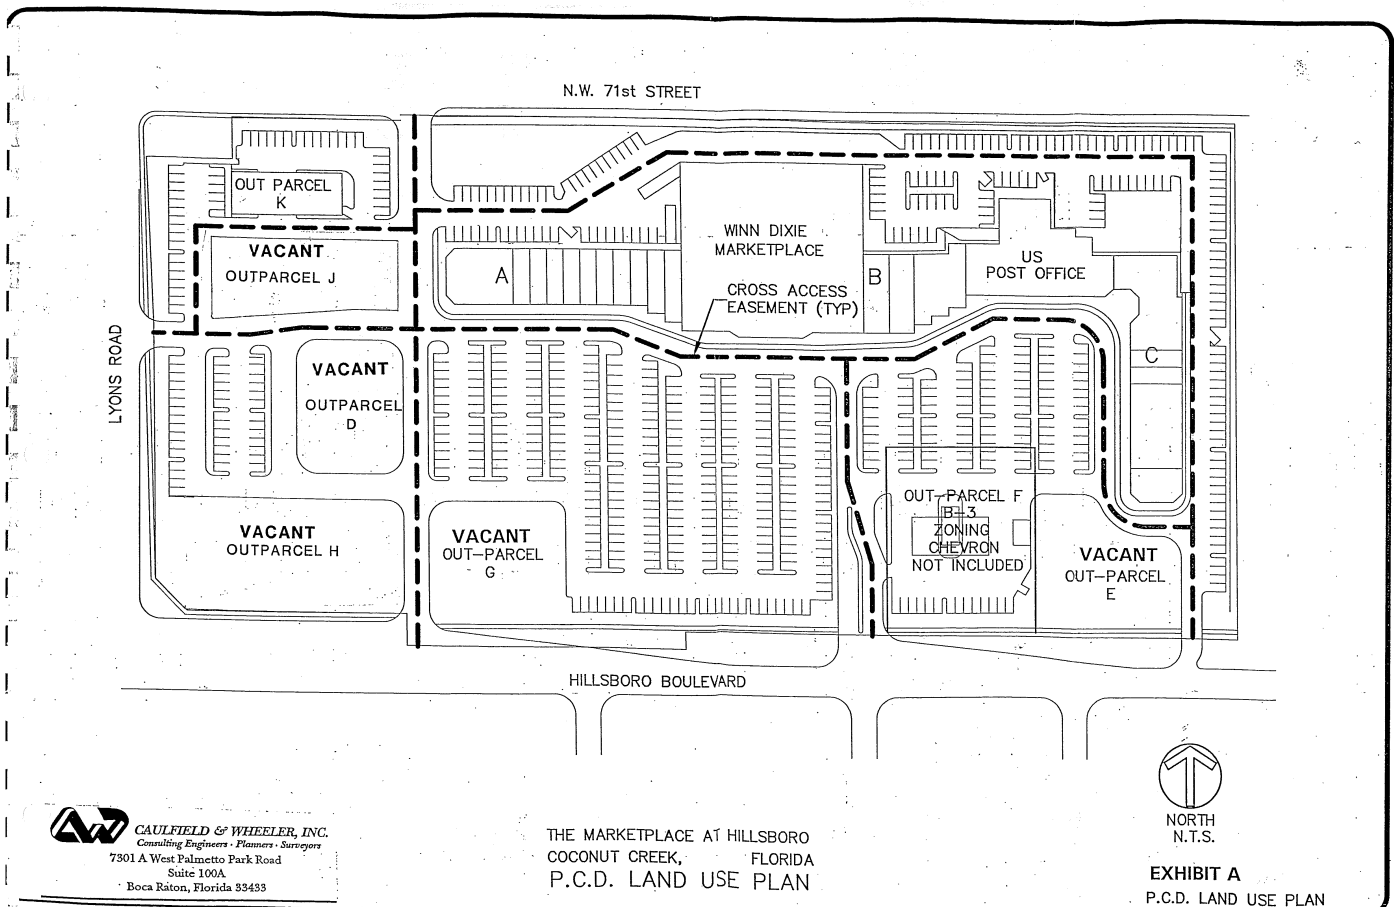 N.W. 71st STREET
OUT PARCEL
K
VACANT
OUTPARCEL J
WINN DIXIE
MARKETPLACE
US
POST OFFICE
A
B
CROSS ACCESS
EASEMENT (TYP)
LYONS ROAD
C
VACANT
OUTPARCEL
D
VACANT
OUTPARCEL H
VACANT
OUT-PARCEL
G
OUT-PARCEL F
B-3
ZONING
CHEVRON
NOT INCLUDED
VACANT
OUT-PARCEL
E
HILLSBORO BOULEVARD
NORTH
N.T.S.
CAULFIELD & WHEELER, INC.
Consulting Engineers · Planners · Surveyors
7301 A West Palmetto Park Road
Suite 100A
Boca Raton, Florida 33433
THE MARKETPLACE AT HILLSBORO
COCONUT CREEK, FLORIDA
P.C.D. LAND USE PLAN
EXHIBIT A
P.C.D. LAND USE PLAN